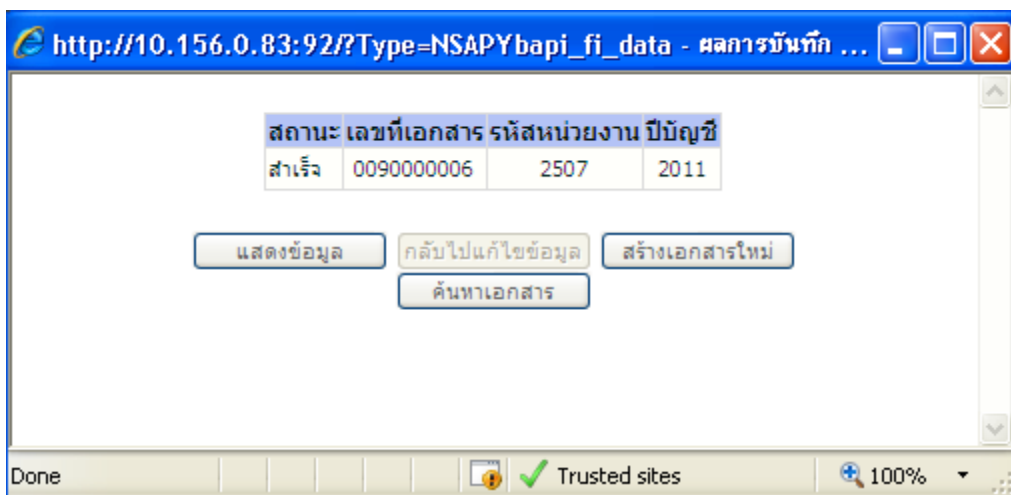 http://10.156.0.83:92/?Type=NSAPYbapi_fi_data - ผลการบันทึก ...
สถานะ เลขที่เอกสาร รหัสหน่วยงาน ปีบัญชี
สำเร็จ 0090000006 2507 2011
แสดงข้อมูล กลับไปแก้ไขข้อมูล สร้างเอกสารใหม่
ค้นหาเอกสาร
Done Trusted sites 100%